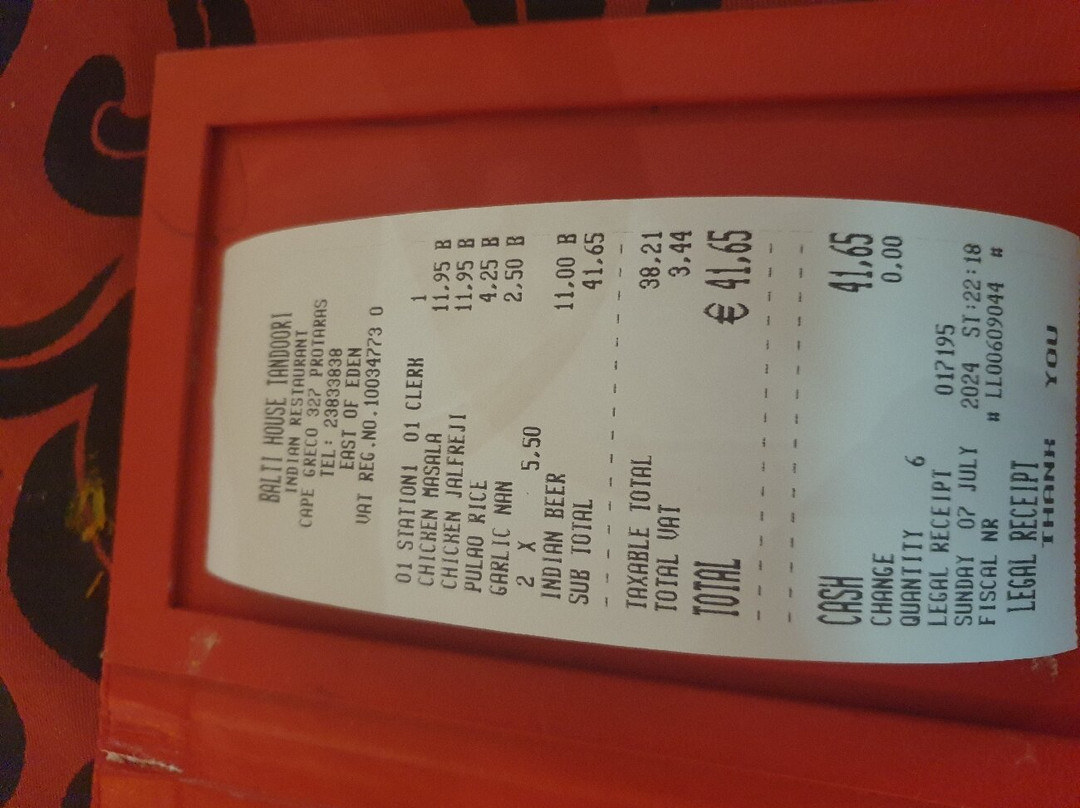 BALTI HOUSE TANDOORI
INDIAN RESTAURANT
CAPE GRECO 327 PROTARAS
TEL: 23833838
EAST OF EDEN
VAT REG.NO.10034773 O
01 STATION1 01 CLERK 1
CHICKEN MASALA 11,95 B
CHICKEN JALFREJI 11,95 B
PULAO RICE 4,25 B
GARLIC NAN 2,50 B
2 X 5,50
INDIAN BEER 11,00 B
SUB TOTAL 41,65
TAXABLE TOTAL 38,21
TOTAL VAT 3,44
TOTAL € 41,65
CASH 41,65
CHANGE 0,00
QUANTITY 6
LEGAL RECEIPT 017195
SUNDAY 07 JULY 2024 ST:22:18
FISCAL NR # LL00609044 #
LEGAL RECEIPT
THANK YOU